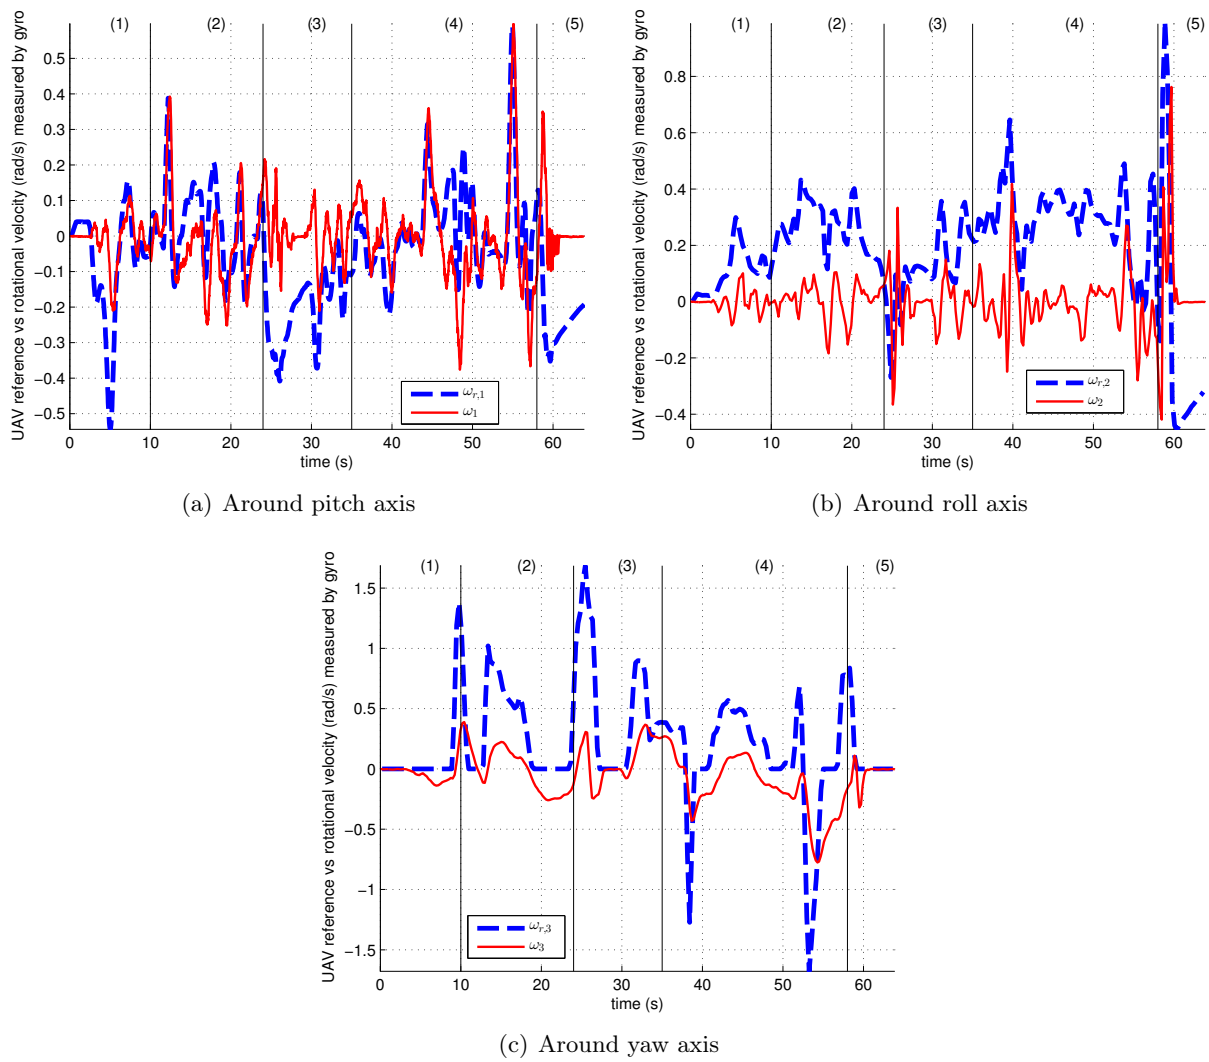 UAV reference vs rotational velocity (rad/s) measured by gyro
(1) (2) (3) (4) (5)
0.5
0.4
0.3
0.2
0.1
0
−0.1
−0.2
−0.3
−0.4
−0.5
ωr,1
ω1
0 10 20 30 40 50 60
time (s)
(a) Around pitch axis
UAV reference vs rotational velocity (rad/s) measured by gyro
(1) (2) (3) (4) (5)
0.8
0.6
0.4
0.2
0
−0.2
−0.4
ωr,2
ω2
0 10 20 30 40 50 60
time (s)
(b) Around roll axis
UAV reference vs rotational velocity (rad/s) measured by gyro
(1) (2) (3) (4) (5)
1.5
1
0.5
0
−0.5
−1
−1.5
ωr,3
ω3
0 10 20 30 40 50 60
time (s)
(c) Around yaw axis